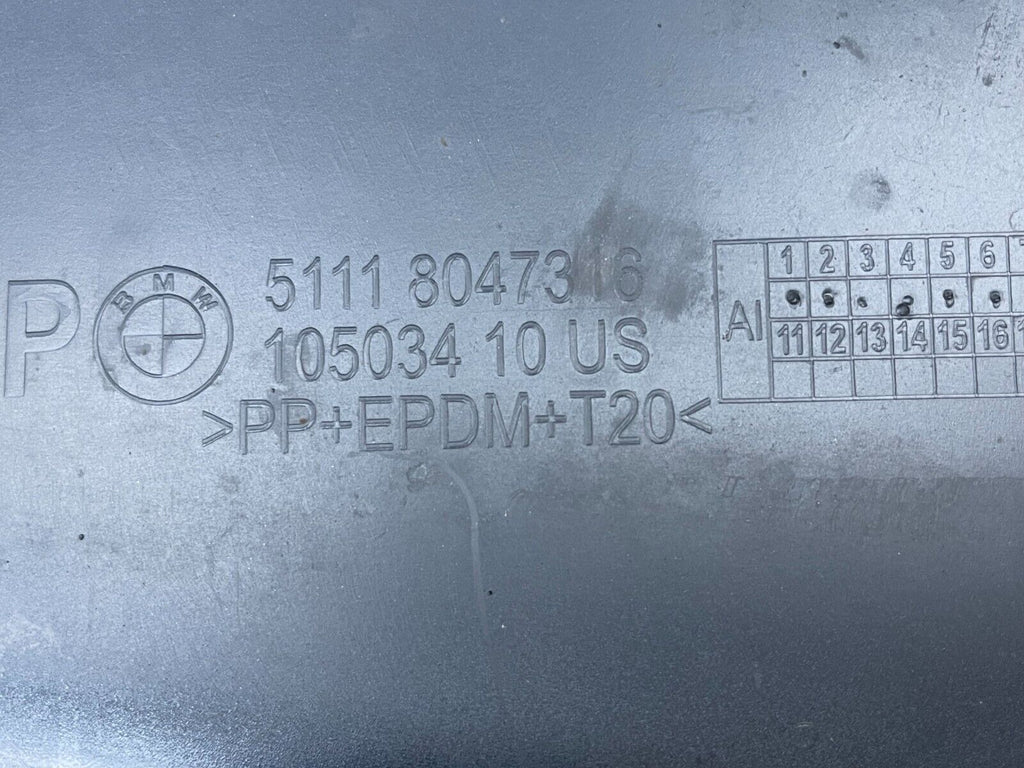 P
BMW
5111 8047316
105034 10 US
>PP+EPDM+T20<
AI
1 2 3 4 5 6
11 12 13 14 15 16